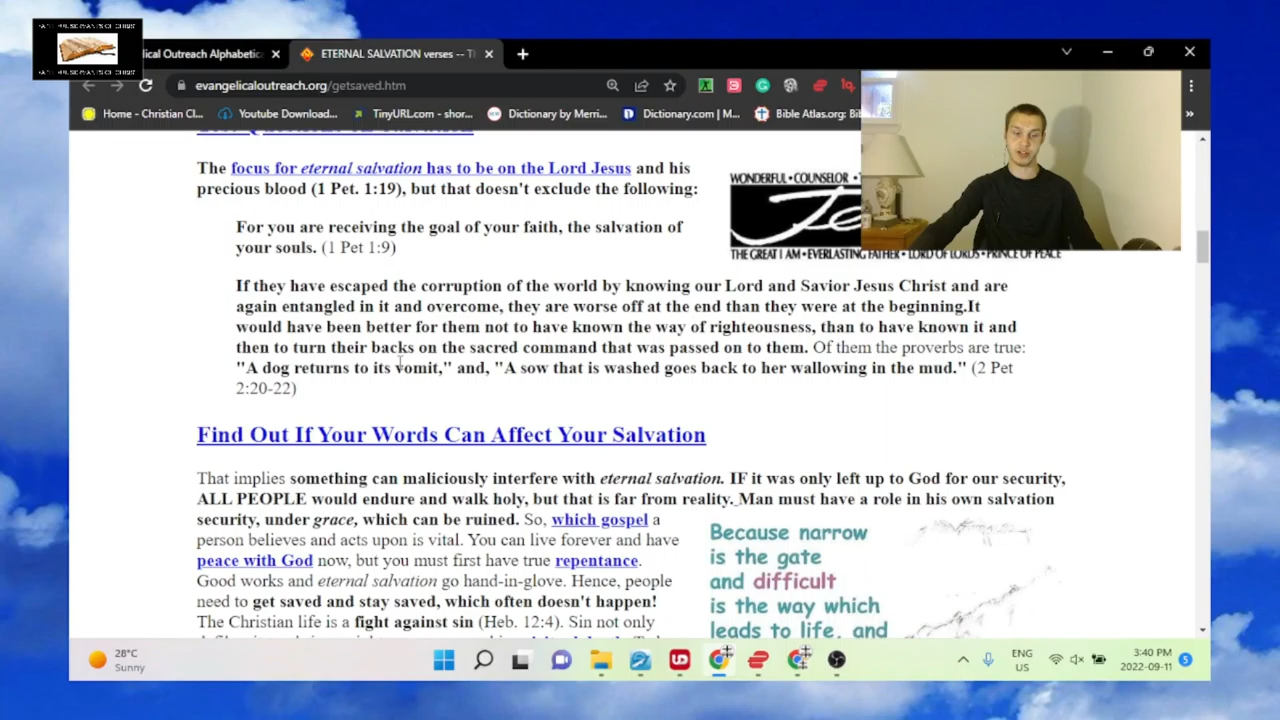 ical Outreach Alphabetic
ETERNAL SALVATION verses -- T
evangelicaloutreach.org/getsaved.htm
Home - Christian Cl...
Youtube Download...
TinyURL.com - shor...
Dictionary by Merri...
Dictionary.com | M...
Bible Atlas.org: Bi
The focus for eternal salvation has to be on the Lord Jesus and his
precious blood (1 Pet. 1:19), but that doesn't exclude the following:
WONDERFUL • COUNSELOR •
THE GREAT I AM • EVERLASTING FATHER • LORD OF LORDS • PRINCE OF PEACE
For you are receiving the goal of your faith, the salvation of
your souls. (1 Pet 1:9)
If they have escaped the corruption of the world by knowing our Lord and Savior Jesus Christ and are
again entangled in it and overcome, they are worse off at the end than they were at the beginning.It
would have been better for them not to have known the way of righteousness, than to have known it and
then to turn their backs on the sacred command that was passed on to them. Of them the proverbs are true:
"A dog returns to its vomit," and, "A sow that is washed goes back to her wallowing in the mud." (2 Pet
2:20-22)
Find Out If Your Words Can Affect Your Salvation
That implies something can maliciously interfere with eternal salvation. IF it was only left up to God for our security,
ALL PEOPLE would endure and walk holy, but that is far from reality. Man must have a role in his own salvation
security, under grace, which can be ruined. So, which gospel a
person believes and acts upon is vital. You can live forever and have
peace with God now, but you must first have true repentance.
Good works and eternal salvation go hand-in-glove. Hence, people
need to get saved and stay saved, which often doesn't happen!
The Christian life is a fight against sin (Heb. 12:4). Sin not only
Because narrow
is the gate
and difficult
is the way which
leads to life, and
28°C
Sunny
ENG
US
3:40 PM
2022-09-11
5